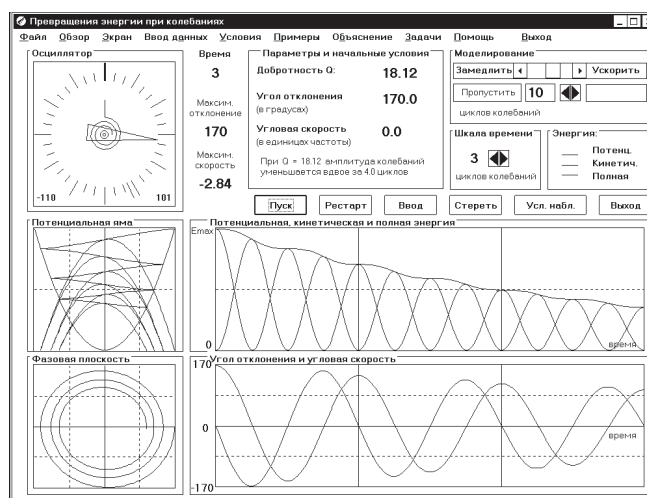 Превращения энергии при колебаниях
Файл Обзор Экран Ввод данных Условия Примеры Объяснение Задачи Помощь Выход
Осциллятор
-110 101
Время
3
Максим. отклонение
170
Максим. скорость
-2.84
Параметры и начальные условия
Добротность Q: 18.12
Угол отклонения 170.0
(в градусах)
Угловая скорость 0.0
(в единицах частоты)
При Q = 18.12 амплитуда колебаний
уменьшается вдвое за 4.0 циклов
Моделирование
Замедлить Ускорить
Пропустить 10
циклов колебаний
Шкала времени
3
циклов колебаний
Энергия:
Потенц.
Кинетич.
Полная
Пуск Рестарт Ввод Стереть Усл. набл. Выход
Потенциальная яма
Потенциальная, кинетическая и полная энергия
Emax
0
время
Фазовая плоскость
Угол отклонения и угловая скорость
170
0
время
-170